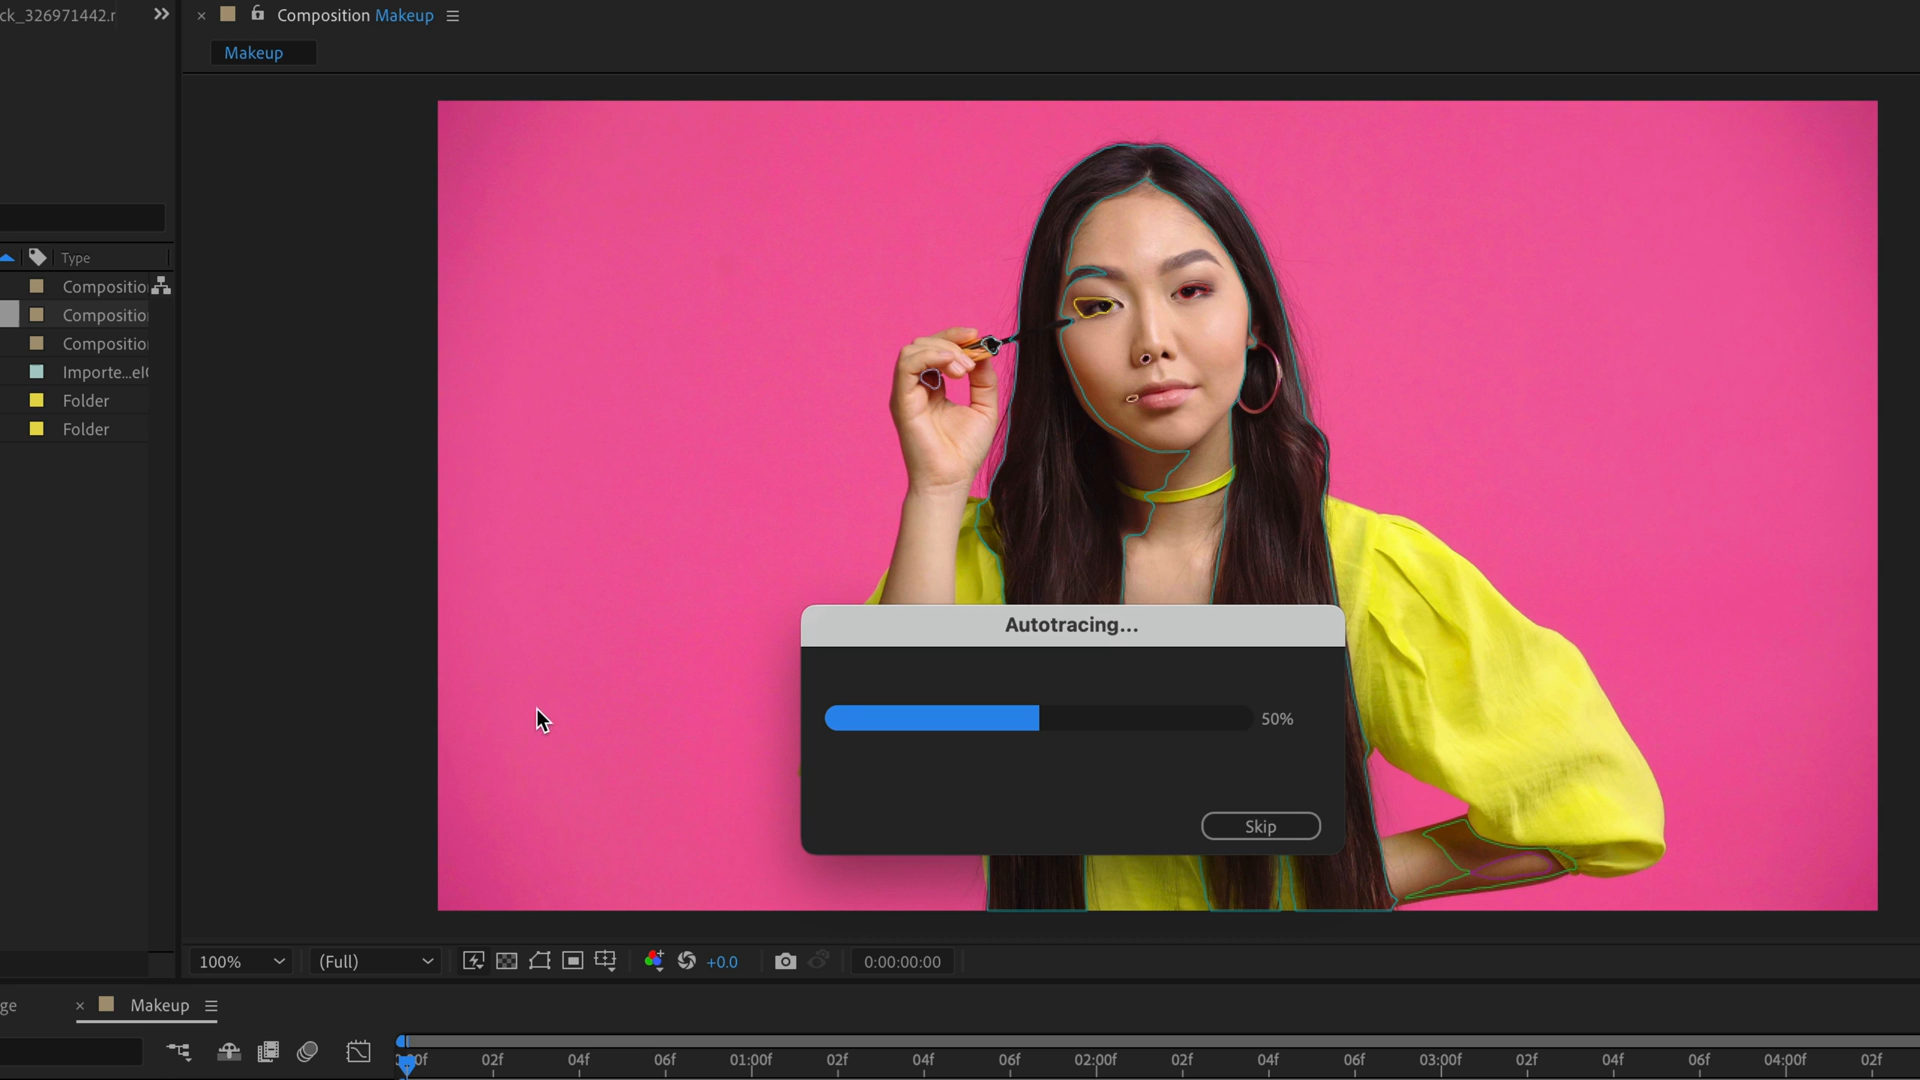 ck_326971442.r
Composition Makeup
Makeup
Type
Compositio
Compositio
Compositio
Importe...el
Folder
Folder
Autotracing...
50%
Skip
100%
(Full)
+0.0
0:00:00:00
ge
Makeup
00f 02f 04f 06f 01:00f 02f 04f 06f 02:00f 02f 04f 06f 03:00f 02f 04f 06f 04:00f 02f